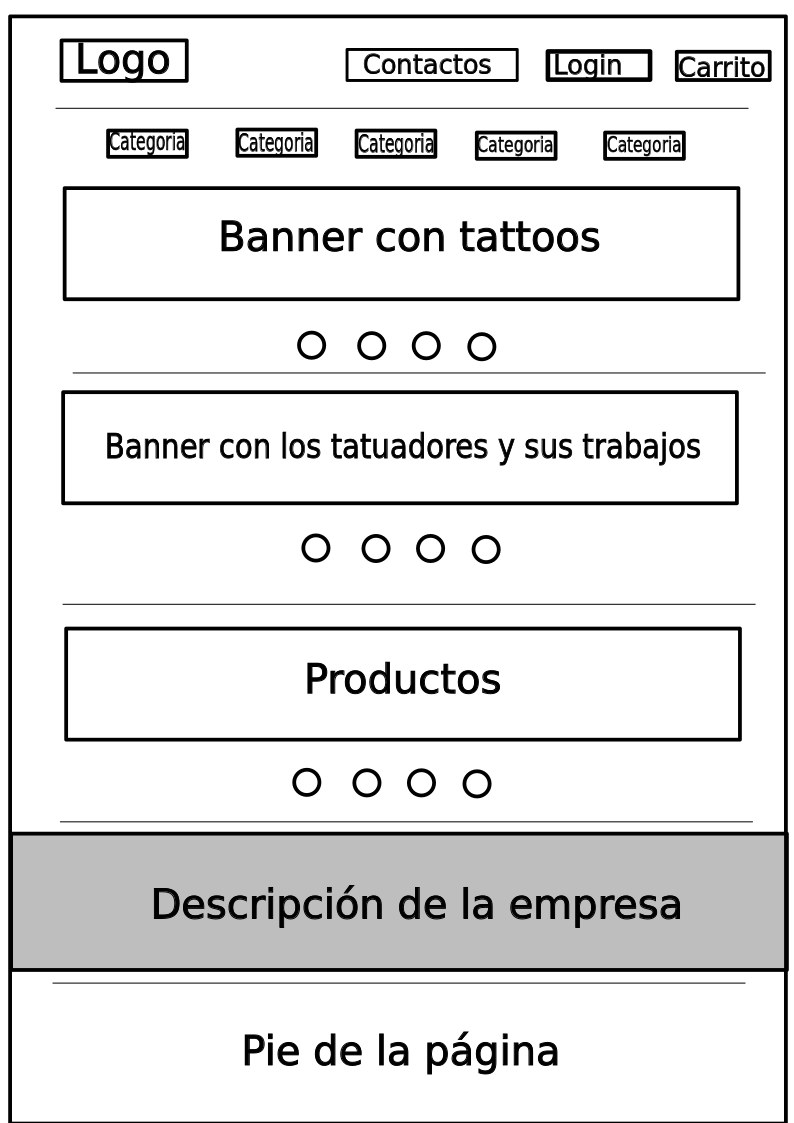 Logo
Contactos
Login
Carrito
Categoria
Categoria
Categoria
Categoria
Categoria
Banner con tattoos
Banner con los tatuadores y sus trabajos
Productos
Descripción de la empresa
Pie de la página